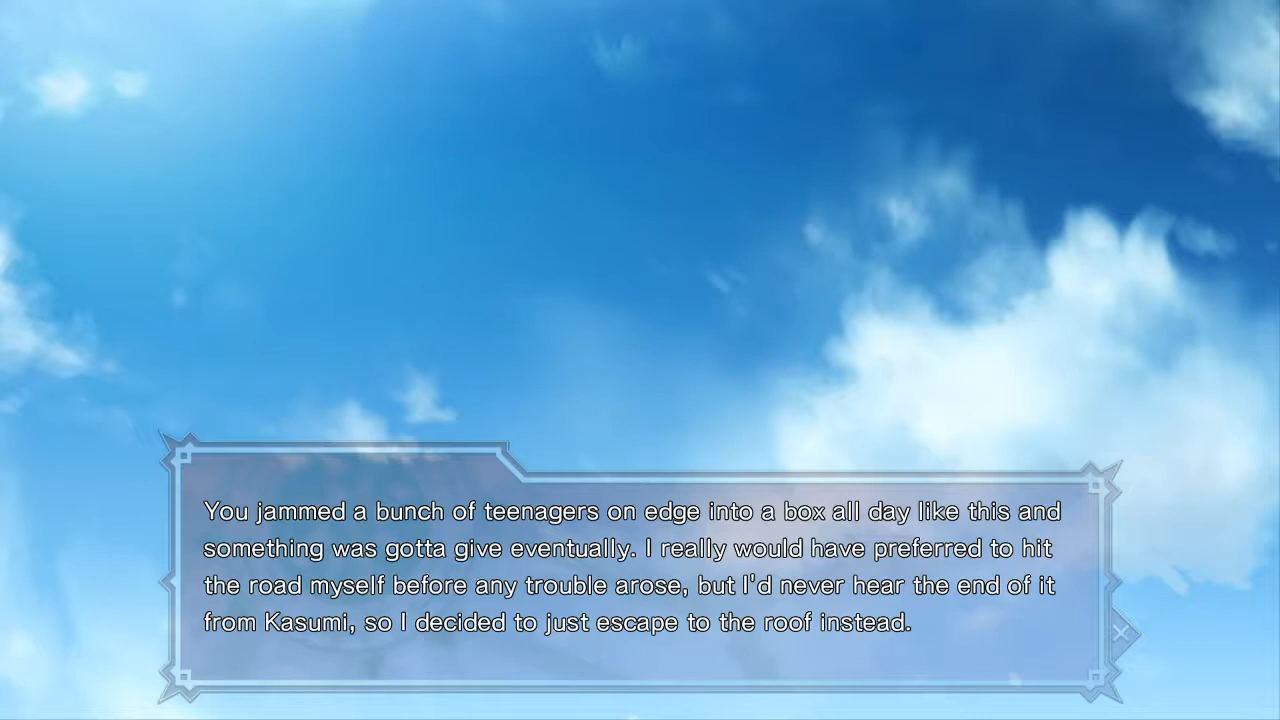 You jammed a bunch of teenagers on edge into a box all day like this and
something was gotta give eventually. I really would have preferred to hit
the road myself before any trouble arose, but I'd never hear the end of it
from Kasumi, so I decided to just escape to the roof instead.